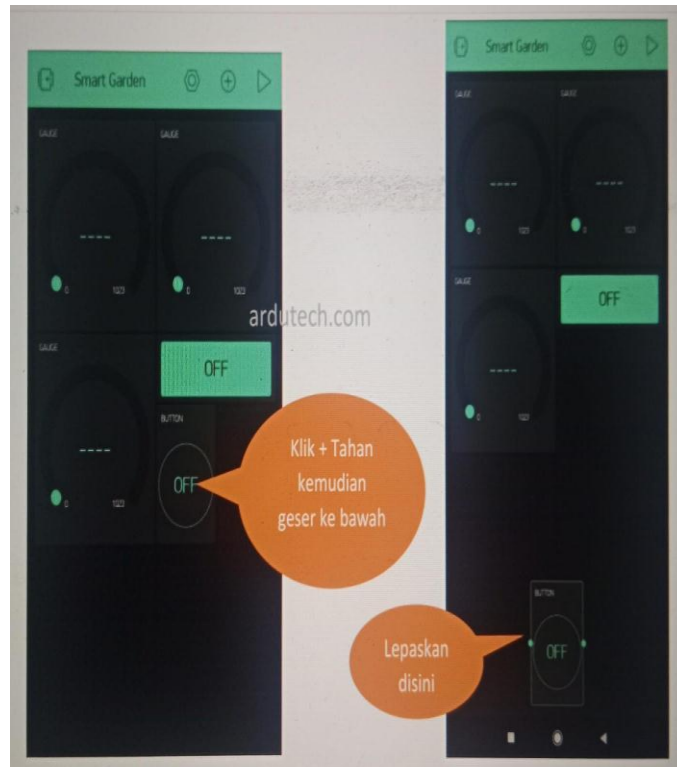 Smart Garden
GAUGE
GAUGE
----
----
0
1023
0
1023
GAUGE
OFF
BUTTON
----
OFF
0
1023
ardutech.com
Klik + Tahan
kemudian
geser ke bawah
Smart Garden
GAUGE
GAUGE
----
----
0
1023
0
1023
GAUGE
OFF
----
0
1023
BUTTON
OFF
Lepaskan
disini